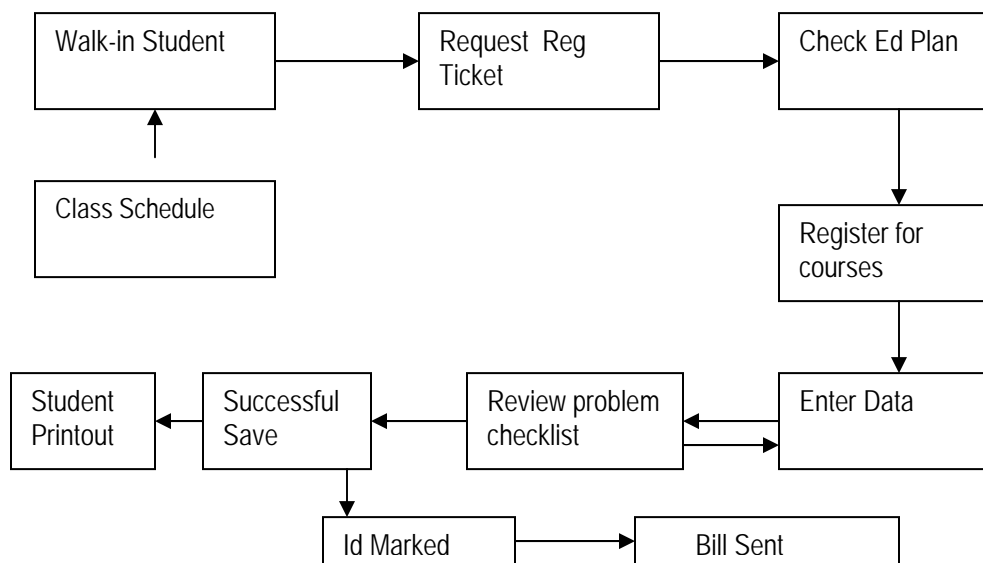 Walk-in Student
Request Reg
Ticket
Check Ed Plan
Class Schedule
Register for
courses
Student
Printout
Successful
Save
Review problem
checklist
Enter Data
Id Marked
Bill Sent